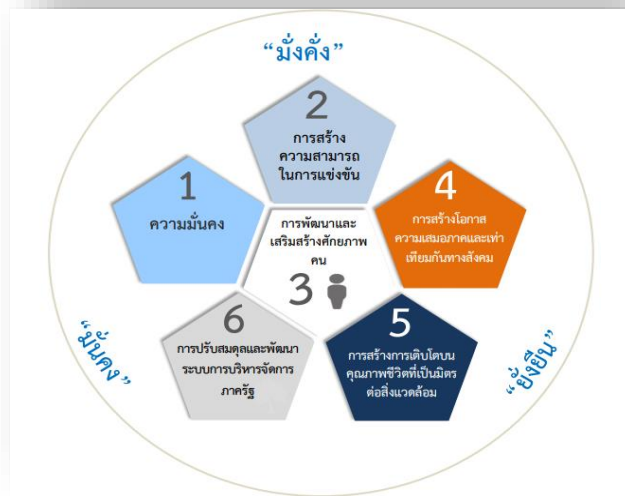 “มั่งคั่ง”
2
การสร้าง
ความสามารถ
ในการแข่งขัน
1
ความมั่นคง
4
การสร้างโอกาส
ความเสมอภาคและเท่า
เทียมกันทางสังคม
การพัฒนาและ
เสริมสร้างศักยภาพ
คน
3
6
การปรับสมดุลและพัฒนา
ระบบการบริหารจัดการ
ภาครัฐ
5
การสร้างการเติบโตบน
คุณภาพชีวิตที่เป็นมิตร
ต่อสิ่งแวดล้อม
“มั่นคง”
“ยั่งยืน”